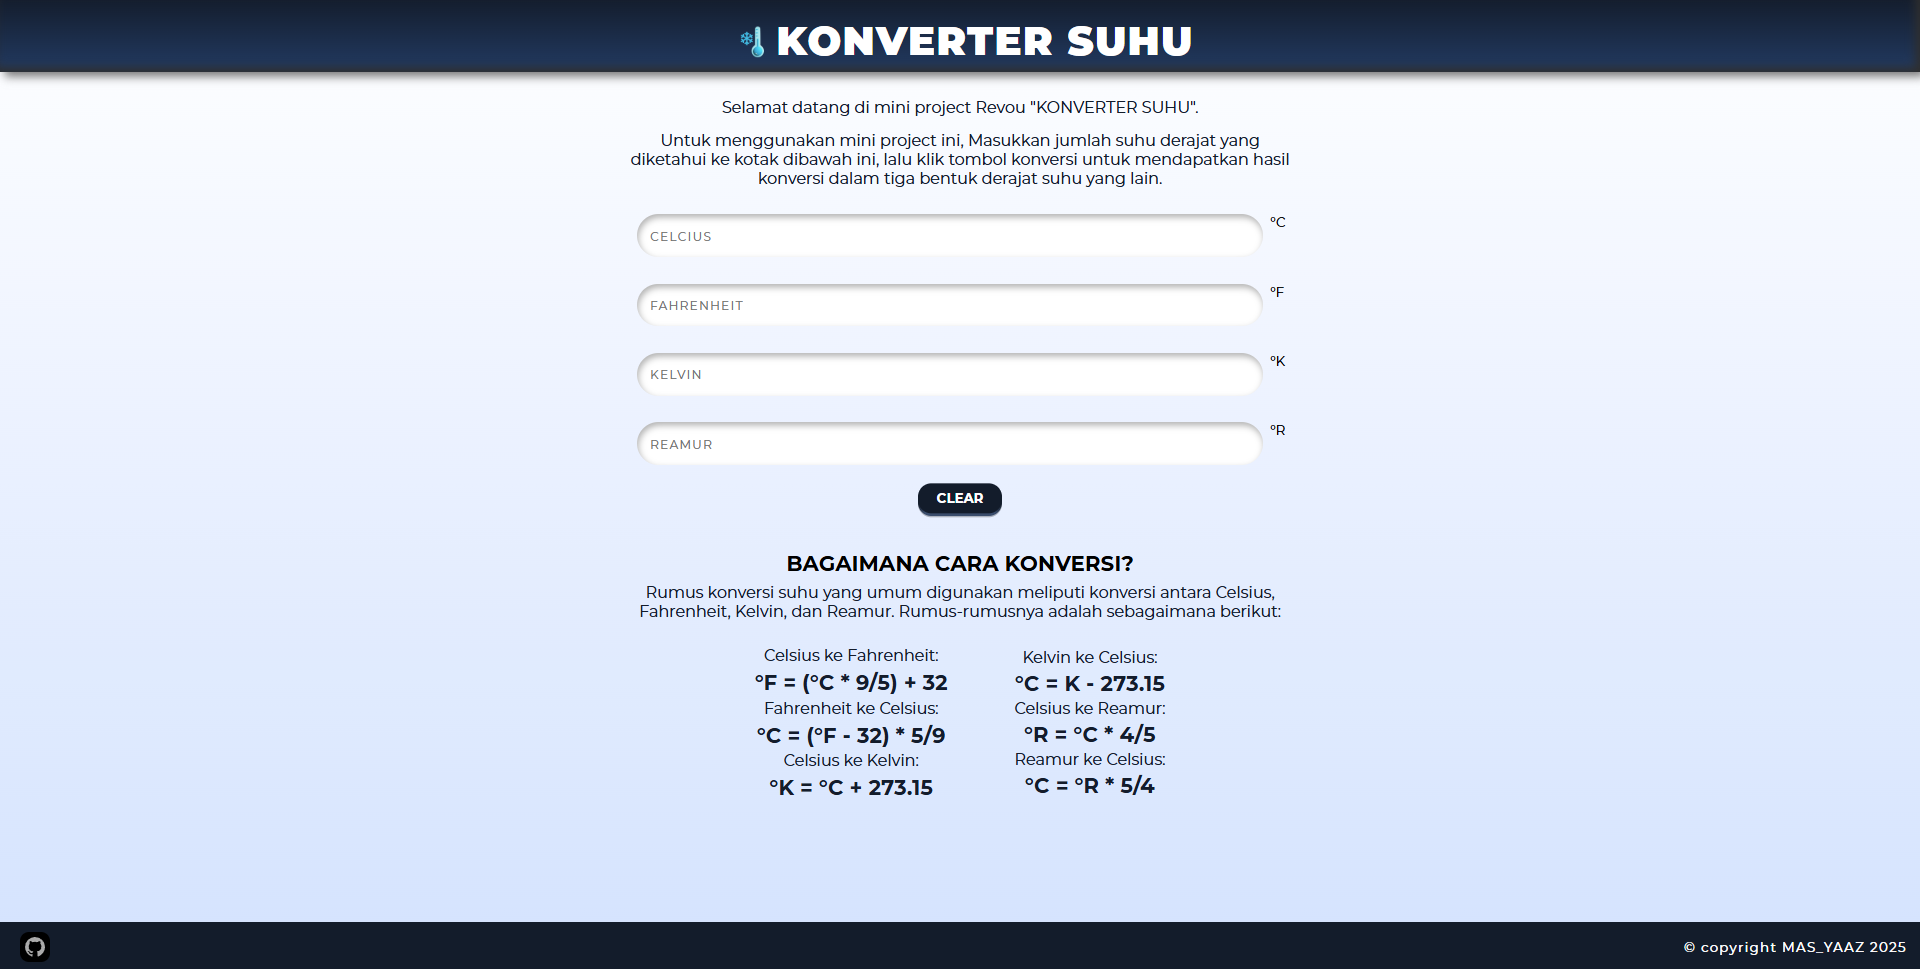 KONVERTER SUHU
Selamat datang di mini project Revou "KONVERTER SUHU".
Untuk menggunakan mini project ini, Masukkan jumlah suhu derajat yang
diketahui ke kotak dibawah ini, lalu klik tombol konversi untuk mendapatkan hasil
konversi dalam tiga bentuk derajat suhu yang lain.
CELCIUS °C
FAHRENHEIT °F
KELVIN °K
REAMUR °R
CLEAR
BAGAIMANA CARA KONVERSI?
Rumus konversi suhu yang umum digunakan meliputi konversi antara Celsius,
Fahrenheit, Kelvin, dan Reamur. Rumus-rumusnya adalah sebagaimana berikut:
Celsius ke Fahrenheit:
°F = (°C * 9/5) + 32
Fahrenheit ke Celsius:
°C = (°F - 32) * 5/9
Celsius ke Kelvin:
°K = °C + 273.15
Kelvin ke Celsius:
°C = K - 273.15
Celsius ke Reamur:
°R = °C * 4/5
Reamur ke Celsius:
°C = °R * 5/4
© copyright MAS_YAAZ 2025